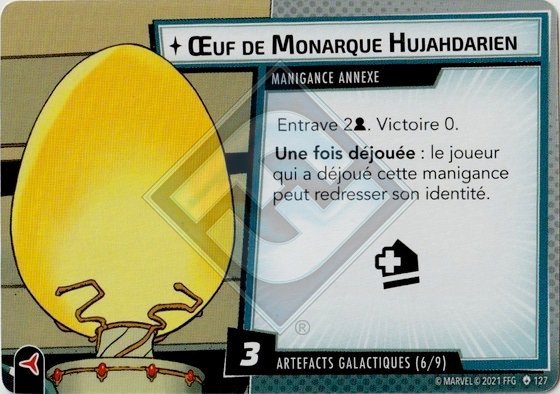 ŒUF DE MONARQUE HUJAHDARIEN
MANIGANCE ANNEXE
Entrave 2. Victoire 0.
Une fois déjouée : le joueur
qui a déjoué cette manigance
peut redresser son identité.
®
3
ARTEFACTS GALACTIQUES (6/9)
© MARVEL © 2021 FFG 127